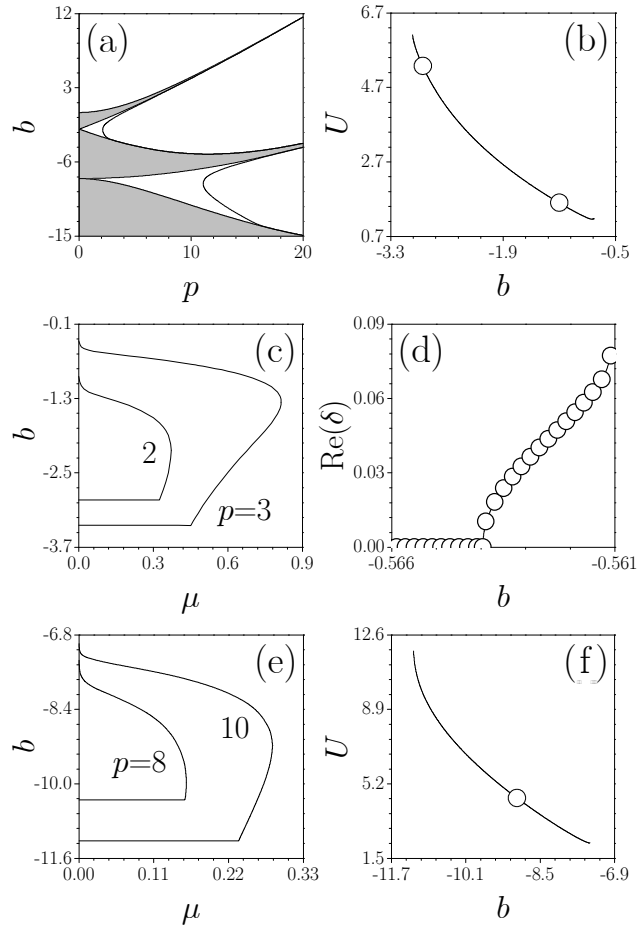 12
3
-6
-15
b
(a)
0
10
20
p
6.7
4.7
2.7
0.7
U
(b)
-3.3
-1.9
-0.5
b
-0.1
-1.3
-2.5
-3.7
b
(c)
2
p=3
0.0
0.3
0.6
0.9
μ
0.09
0.06
0.03
0.00
Re(δ)
(d)
-0.566
-0.561
b
-6.8
-8.4
-10.0
-11.6
b
(e)
10
p=8
0.00
0.11
0.22
0.33
μ
12.6
8.9
5.2
1.5
U
(f)
-11.7
-10.1
-8.5
-6.9
b